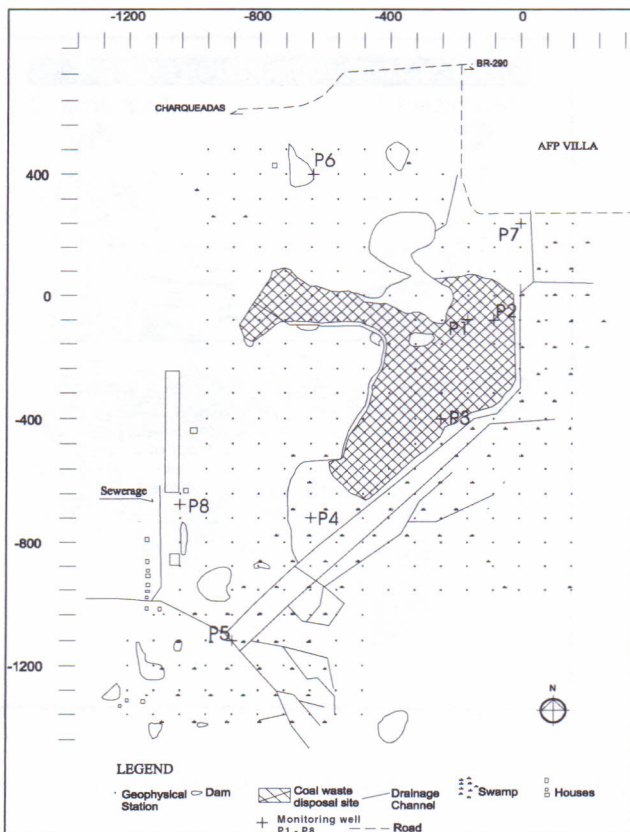 -1200 -800 -400 0
BR-290
CHARQUEADAS
AFP VILLA
P6
400
P7
0
P2
P1
-400
P3
Sewerage
P8
P4
-800
P5
-1200
N
LEGEND
Geophysical Station
Dam
Coal waste disposal site
Drainage Channel
Swamp
Houses
Monitoring well P1 - P8
Road